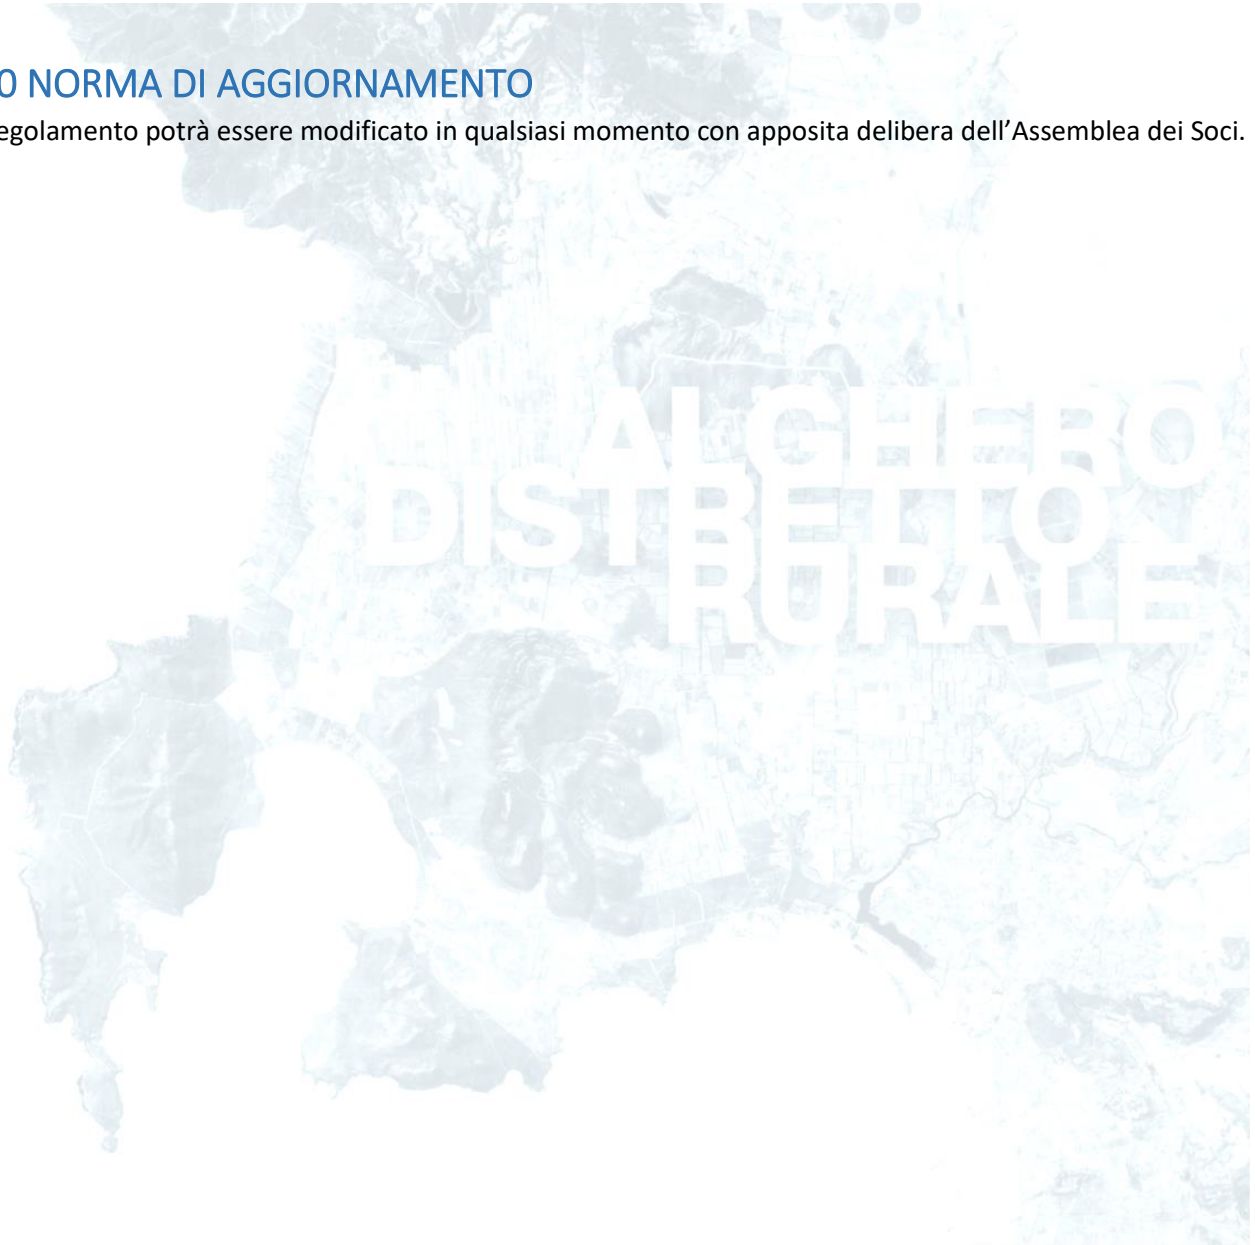 0 NORMA DI AGGIORNAMENTO
egolamento potrà essere modificato in qualsiasi momento con apposita delibera dell’Assemblea dei Soci.
ALGHERO
DISTRETTO
RURALE